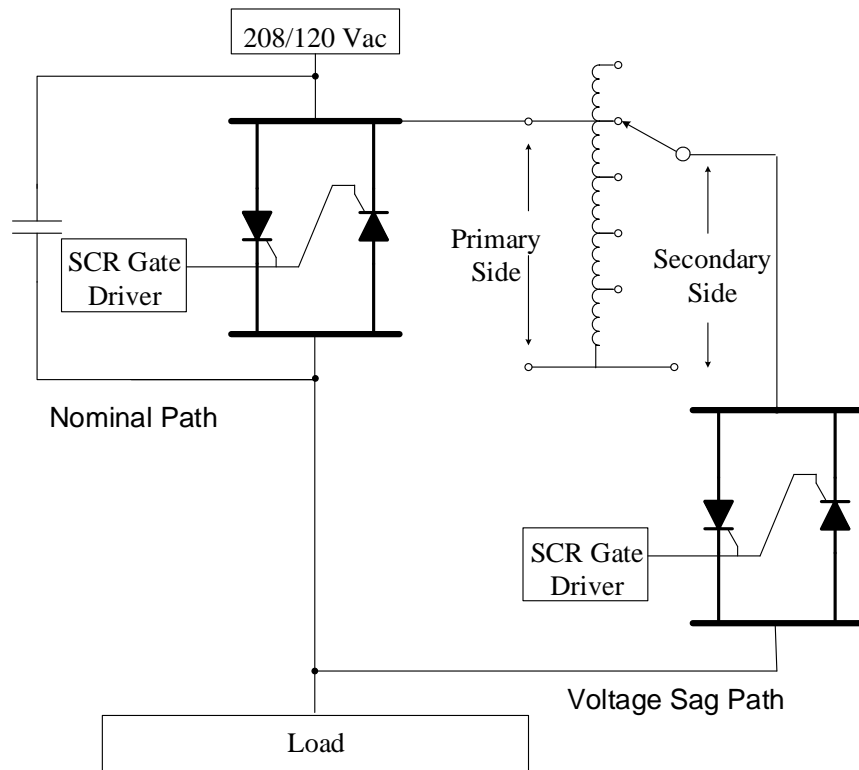 208/120 Vac
SCR Gate
Driver
Primary
Side
Secondary
Side
Nominal Path
SCR Gate
Driver
Voltage Sag Path
Load